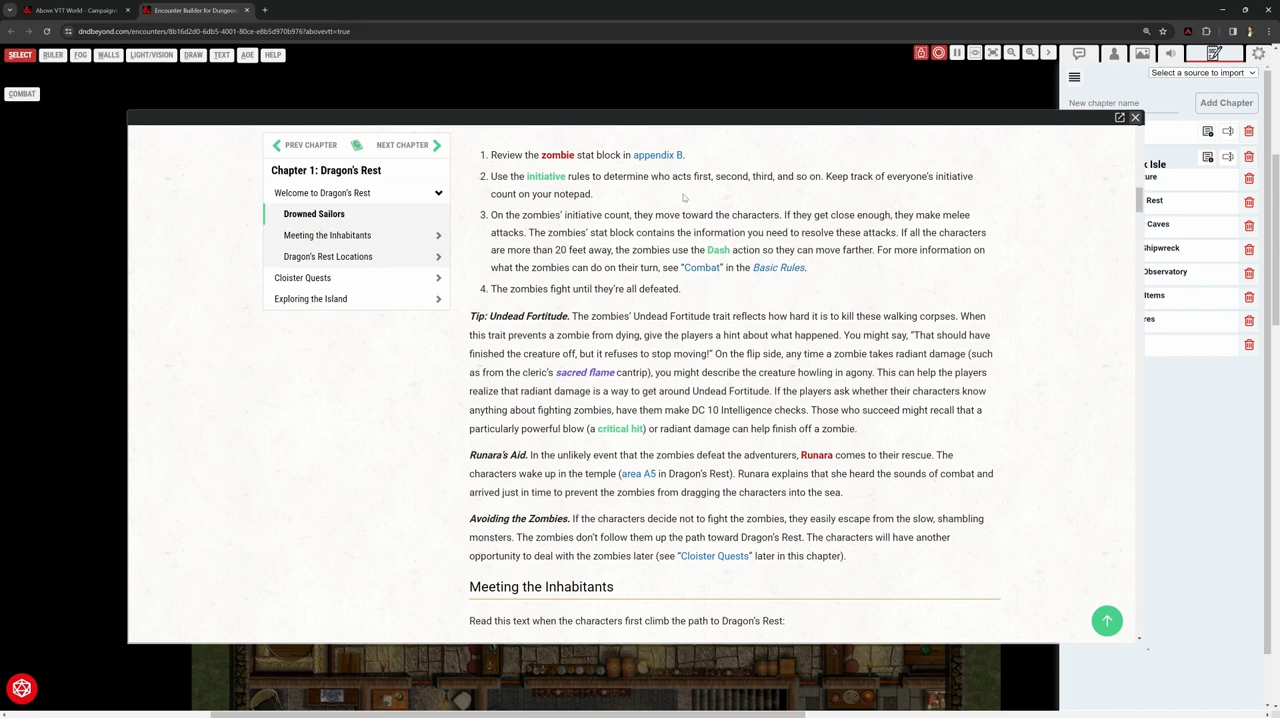 Above VTT World - Campaign
Encounter Builder for Dungeon
dndbeyond.com/encounters/8b16d2d0-6db5-4001-80ce-e8b5d970b976?abovevtt=true
SELECT RULER FOG WALLS LIGHT/VISION DRAW TEXT AOE HELP
COMBAT
Select a source to import
New chapter name
Add Chapter
k Isle
ure
Rest
Caves
Shipwreck
Observatory
Items
res
PREV CHAPTER NEXT CHAPTER
Chapter 1: Dragon's Rest
Welcome to Dragon's Rest
Drowned Sailors
Meeting the Inhabitants
Dragon's Rest Locations
Cloister Quests
Exploring the Island
1. Review the zombie stat block in appendix B.
2. Use the initiative rules to determine who acts first, second, third, and so on. Keep track of everyone's initiative
count on your notepad.
3. On the zombies' initiative count, they move toward the characters. If they get close enough, they make melee
attacks. The zombies' stat block contains the information you need to resolve these attacks. If all the characters
are more than 20 feet away, the zombies use the Dash action so they can move farther. For more information on
what the zombies can do on their turn, see “Combat” in the Basic Rules.
4. The zombies fight until they're all defeated.
Tip: Undead Fortitude. The zombies' Undead Fortitude trait reflects how hard it is to kill these walking corpses. When
this trait prevents a zombie from dying, give the players a hint about what happened. You might say, “That should have
finished the creature off, but it refuses to stop moving!” On the flip side, any time a zombie takes radiant damage (such
as from the cleric's sacred flame cantrip), you might describe the creature howling in agony. This can help the players
realize that radiant damage is a way to get around Undead Fortitude. If the players ask whether their characters know
anything about fighting zombies, have them make DC 10 Intelligence checks. Those who succeed might recall that a
particularly powerful blow (a critical hit) or radiant damage can help finish off a zombie.
Runara's Aid. In the unlikely event that the zombies defeat the adventurers, Runara comes to their rescue. The
characters wake up in the temple (area A5 in Dragon's Rest). Runara explains that she heard the sounds of combat and
arrived just in time to prevent the zombies from dragging the characters into the sea.
Avoiding the Zombies. If the characters decide not to fight the zombies, they easily escape from the slow, shambling
monsters. The zombies don't follow them up the path toward Dragon's Rest. The characters will have another
opportunity to deal with the zombies later (see “Cloister Quests” later in this chapter).
Meeting the Inhabitants
Read this text when the characters first climb the path to Dragon's Rest: